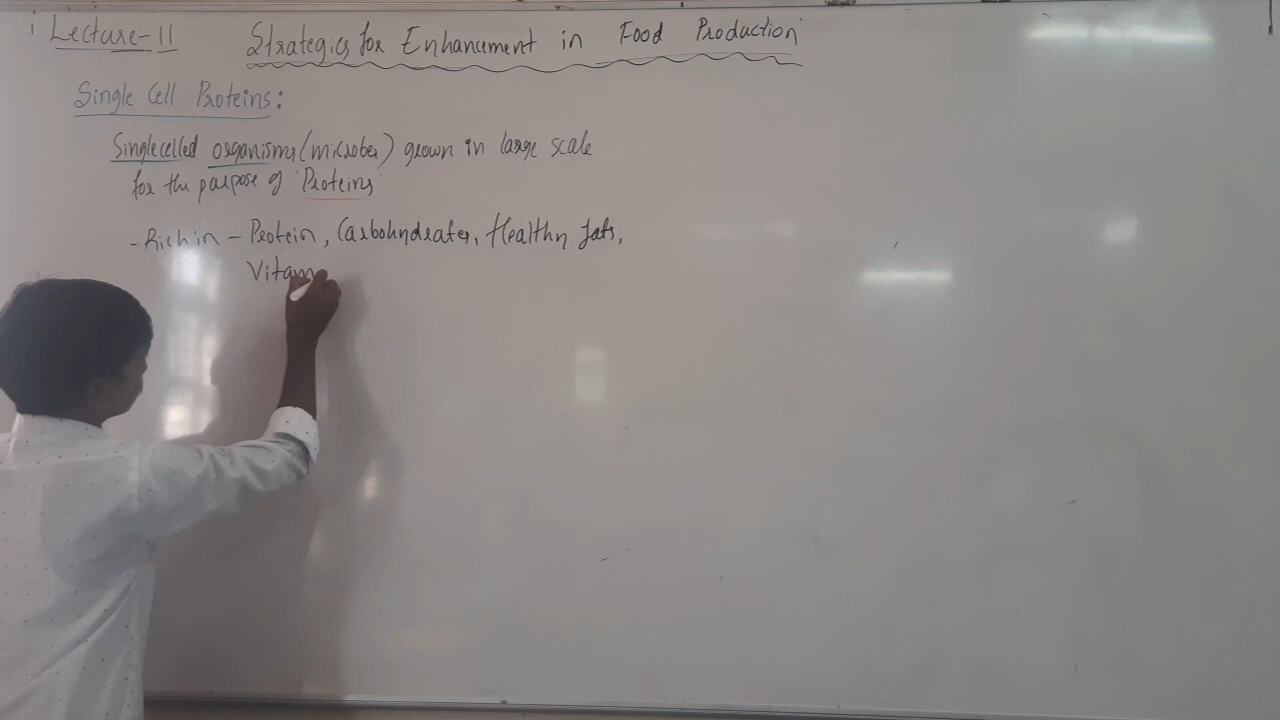 Lecture-11
Strategies for Enhancement in Food Production
Single Cell Proteins:
Singlecelled organisms (microbes) grown in large scale
for the purpose of Proteins
- Rich in - Protein, Carbohydrates, Healthy fats,
Vitam